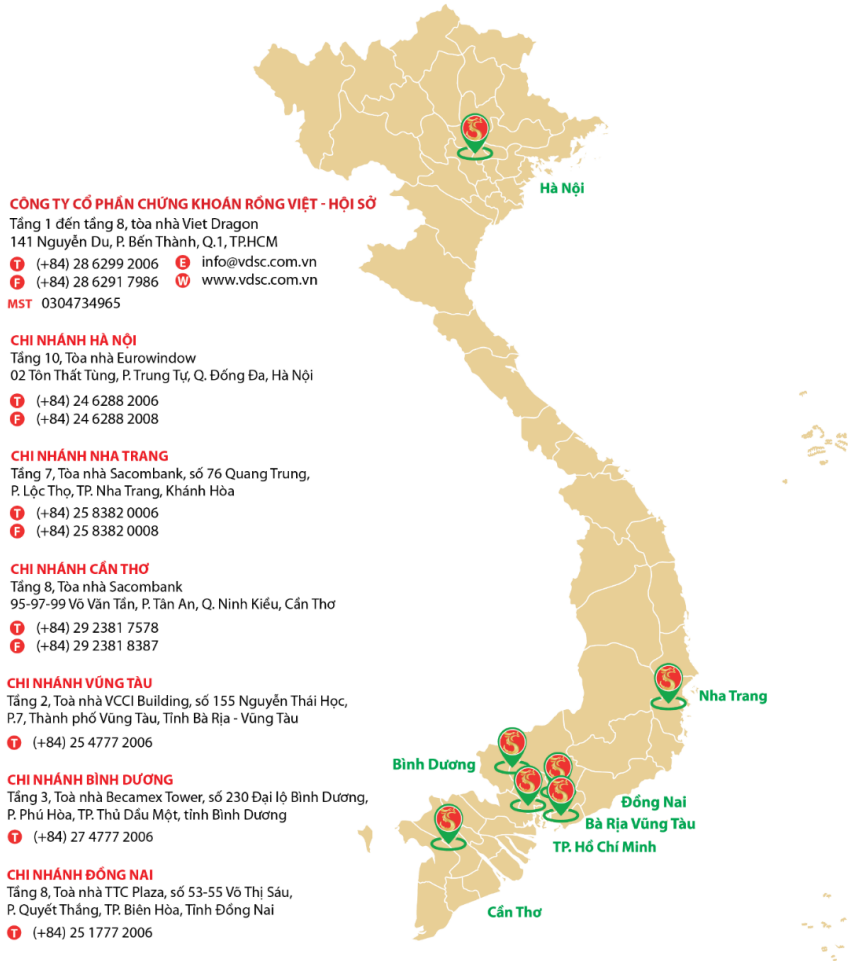 CÔNG TY CỔ PHẦN CHỨNG KHOÁN RỒNG VIỆT - HỘI SỞ
Tầng 1 đến tầng 8, tòa nhà Viet Dragon
141 Nguyễn Du, P. Bến Thành, Q.1, TP.HCM
T (+84) 28 6299 2006 E info@vdsc.com.vn
F (+84) 28 6291 7986 W www.vdsc.com.vn
MST 0304734965
CHI NHÁNH HÀ NỘI
Tầng 10, Tòa nhà Eurowindow
02 Tôn Thất Tùng, P. Trung Tự, Q. Đống Đa, Hà Nội
T (+84) 24 6288 2006
F (+84) 24 6288 2008
CHI NHÁNH NHA TRANG
Tầng 7, Tòa nhà Sacombank, số 76 Quang Trung,
P. Lộc Thọ, TP. Nha Trang, Khánh Hòa
T (+84) 25 8382 0006
F (+84) 25 8382 0008
CHI NHÁNH CẦN THƠ
Tầng 8, Tòa nhà Sacombank
95-97-99 Võ Văn Tần, P. Tân An, Q. Ninh Kiều, Cần Thơ
T (+84) 29 2381 7578
F (+84) 29 2381 8387
CHI NHÁNH VŨNG TÀU
Tầng 2, Toà nhà VCCI Building, số 155 Nguyễn Thái Học,
P.7, Thành phố Vũng Tàu, Tỉnh Bà Rịa - Vũng Tàu
T (+84) 25 4777 2006
CHI NHÁNH BÌNH DƯƠNG
Tầng 3, Toà nhà Becamex Tower, số 230 Đại lộ Bình Dương,
P. Phú Hòa, TP. Thủ Dầu Một, tỉnh Bình Dương
T (+84) 27 4777 2006
CHI NHÁNH ĐỒNG NAI
Tầng 8, Toà nhà TTC Plaza, số 53-55 Võ Thị Sáu,
P. Quyết Thắng, TP. Biên Hòa, Tỉnh Đồng Nai
T (+84) 25 1777 2006
Hà Nội
Nha Trang
Bình Dương
Đồng Nai
Bà Rịa Vũng Tàu
TP. Hồ Chí Minh
Cần Thơ